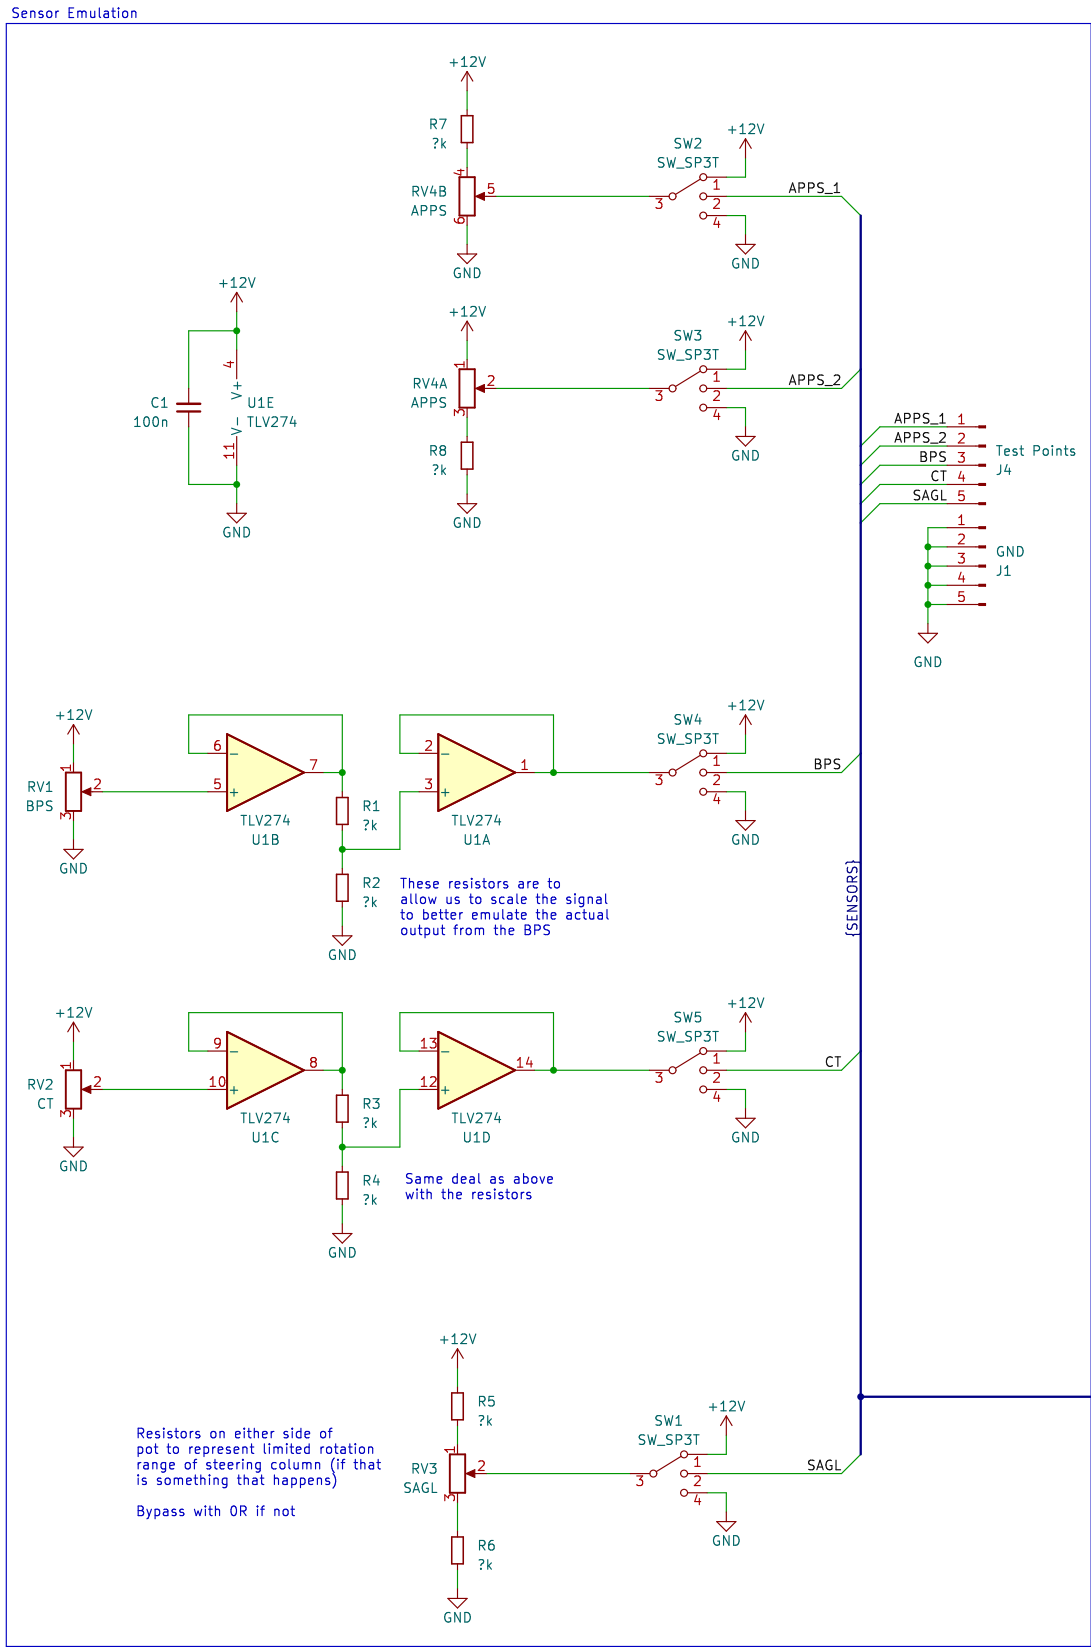 Sensor Emulation
+12V
R7
?k
4
RV4B
APPS
5
6
GND
SW2
SW_SP3T
+12V
3
1
2
4
GND
APPS_1
+12V
4
V+
C1
100n
U1E
TLV274
V-
11
GND
+12V
1
RV4A
APPS
2
3
R8
?k
GND
SW3
SW_SP3T
+12V
3
1
2
4
GND
APPS_2
APPS_1 1
APPS_2 2
BPS 3
CT 4
SAGL 5
Test Points
J4
1
2
3
4
5
GND
J1
GND
+12V
1
RV1
BPS
2
3
GND
6
5
−
+
7
TLV274
U1B
R1
?k
R2
?k
GND
2
3
−
+
1
TLV274
U1A
These resistors are to
allow us to scale the signal
to better emulate the actual
output from the BPS
SW4
SW_SP3T
+12V
3
1
2
4
GND
BPS
{SENSORS}
+12V
1
RV2
CT
2
3
GND
9
10
−
+
8
TLV274
U1C
R3
?k
R4
?k
GND
13
12
−
+
14
TLV274
U1D
Same deal as above
with the resistors
SW5
SW_SP3T
+12V
3
1
2
4
GND
CT
Resistors on either side of
pot to represent limited rotation
range of steering column (if that
is something that happens)
Bypass with 0R if not
+12V
R5
?k
1
RV3
SAGL
2
3
R6
?k
GND
SW1
SW_SP3T
+12V
3
1
2
4
GND
SAGL